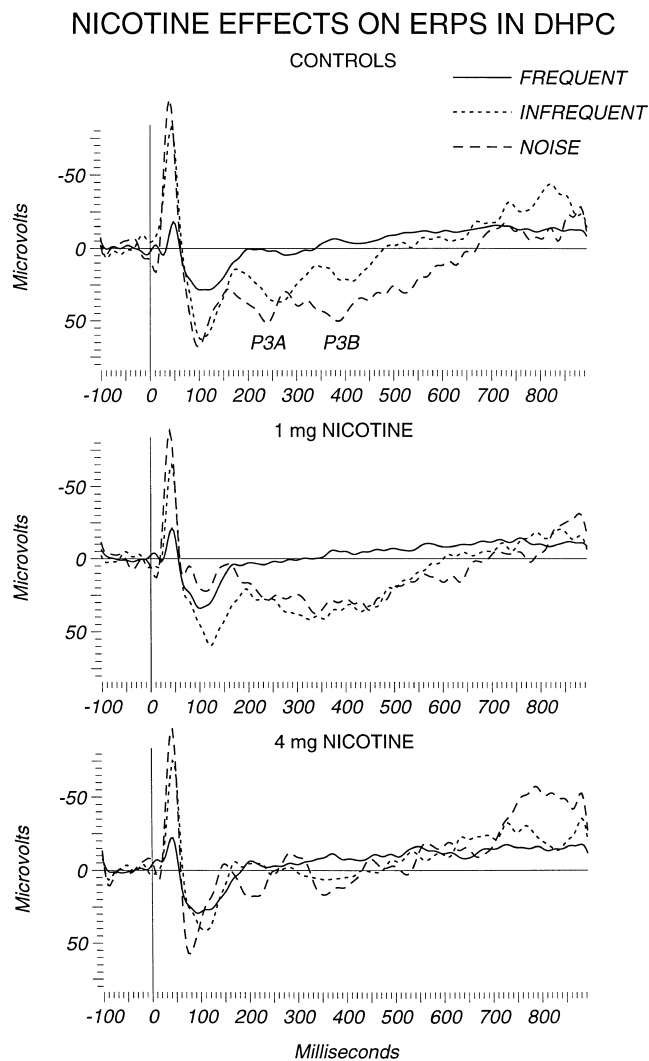 NICOTINE EFFECTS ON ERPS IN DHPC
CONTROLS
FREQUENT
INFREQUENT
NOISE
Microvolts
-50
0
50
P3A P3B
-100 0 100 200 300 400 500 600 700 800
1 mg NICOTINE
Microvolts
-50
0
50
-100 0 100 200 300 400 500 600 700 800
4 mg NICOTINE
Microvolts
-50
0
50
-100 0 100 200 300 400 500 600 700 800
Milliseconds